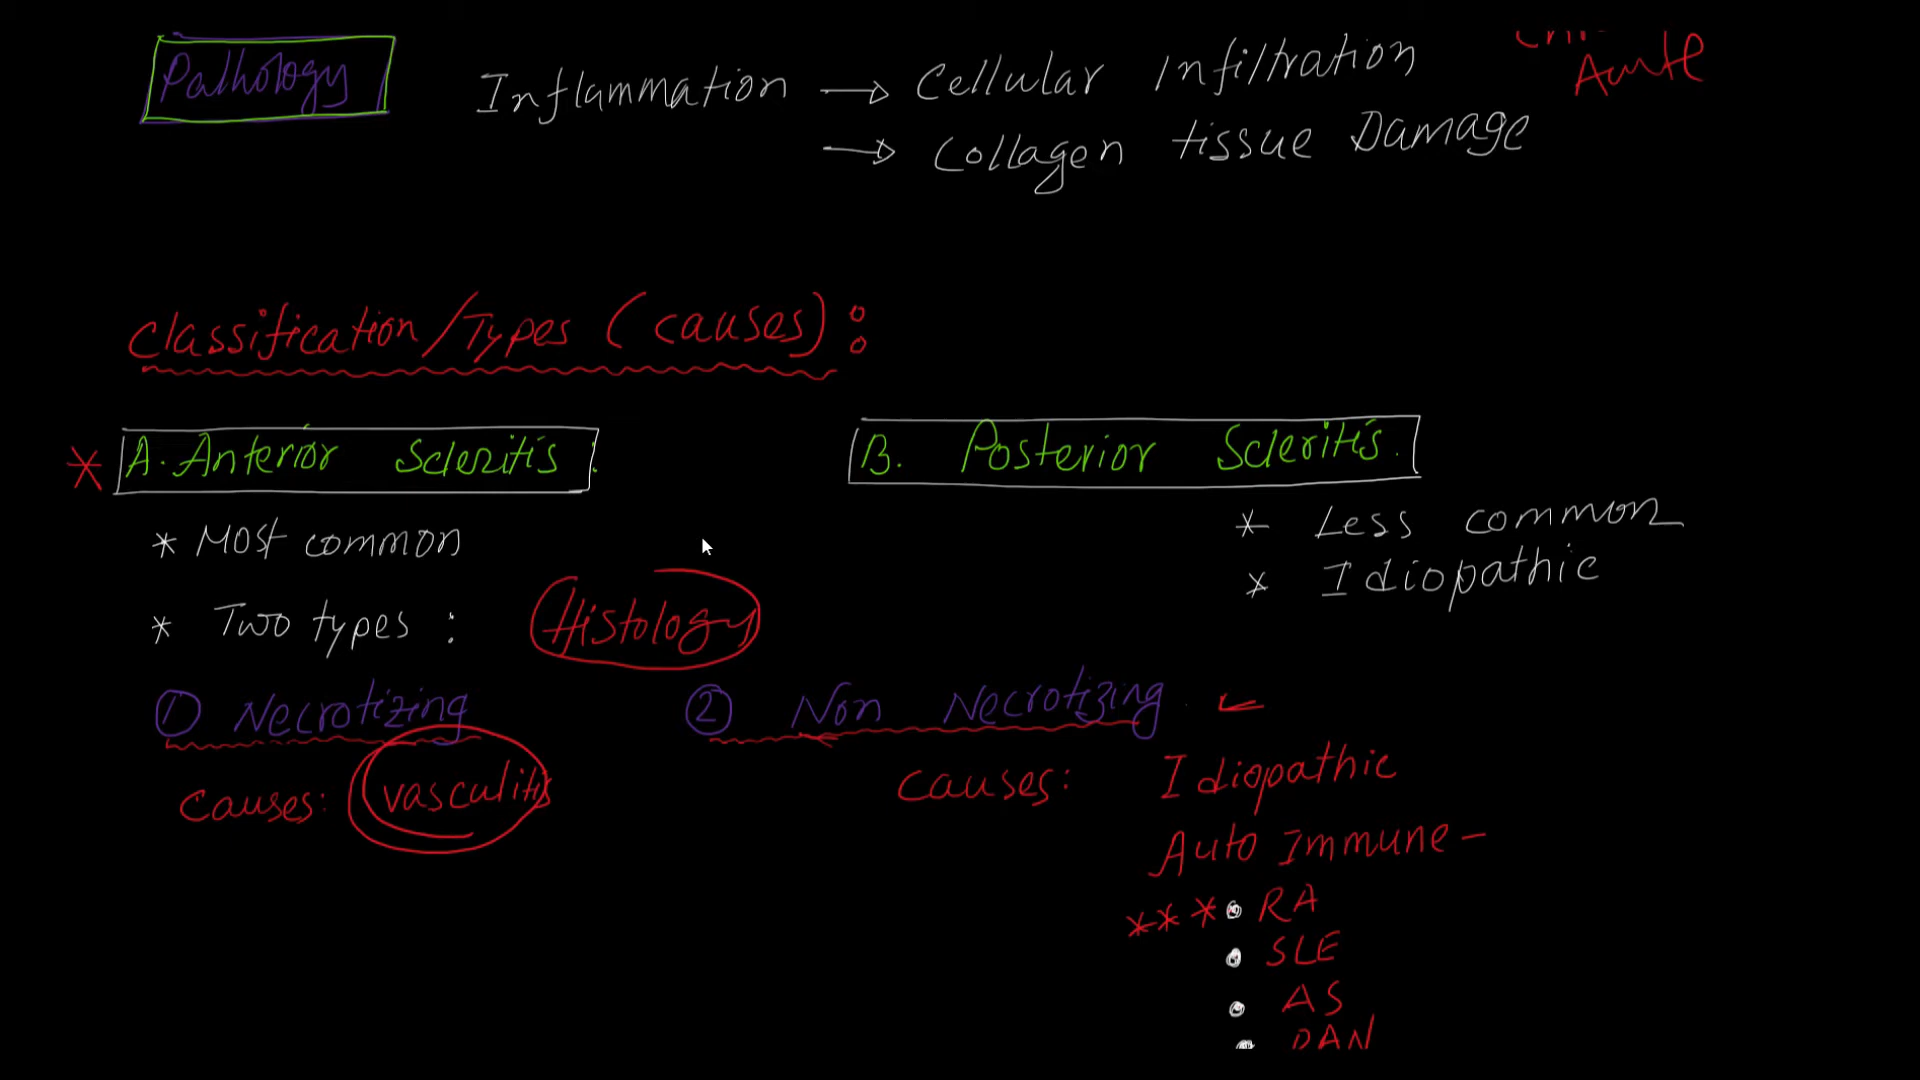 Pathology
Inflammation → Cellular Infiltration
→ Collagen tissue Damage
Acute
Classification/Types (causes):
* A. Anterior Scleritis.
B. Posterior Scleritis.
* Most common
* Less common
* Idiopathic
* Two types :
Histology
① Necrotizing
② Non Necrotizing.
Causes: vasculitis
Causes: Idiopathic
Auto Immune -
*** • RA
• SLE
• AS
• PAN